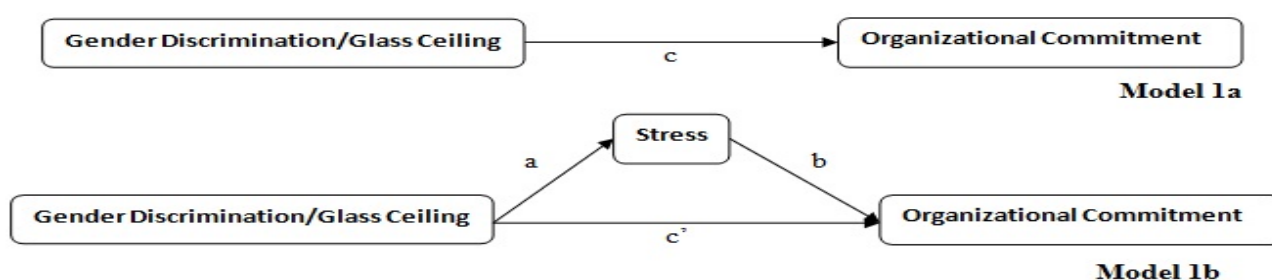 Gender Discrimination/Glass Ceiling
Organizational Commitment
c
Model 1a
Stress
a
b
Gender Discrimination/Glass Ceiling
Organizational Commitment
c'
Model 1b